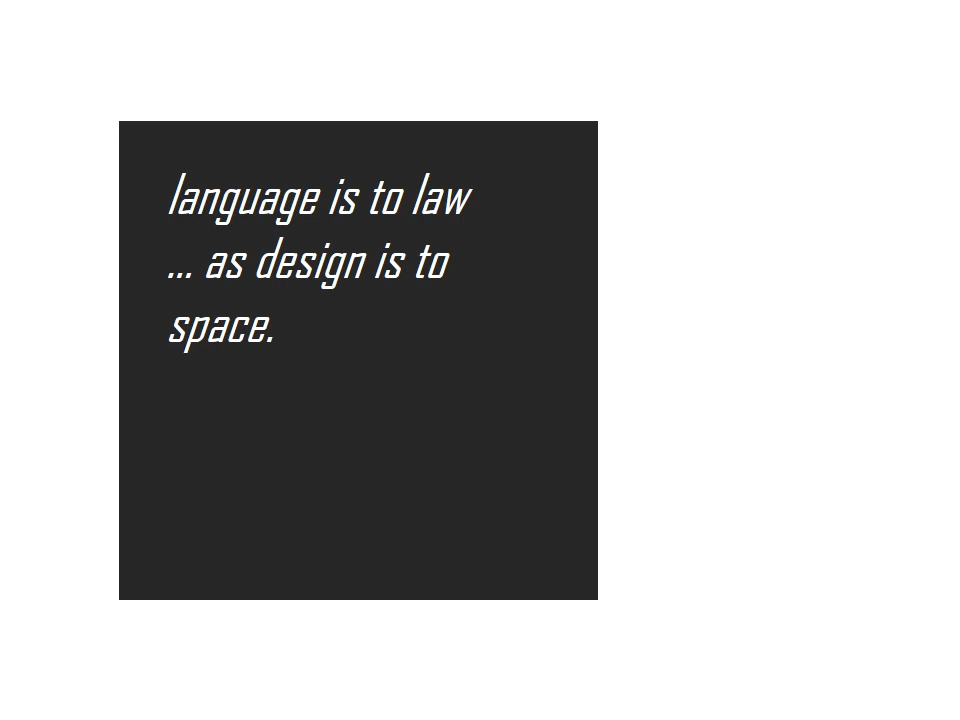 language is to law
... as design is to
space.